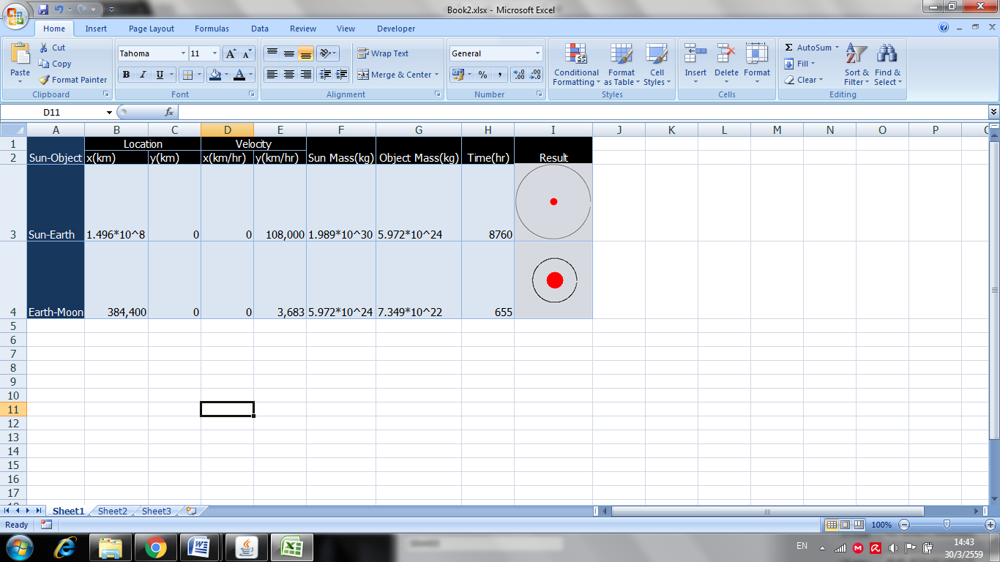 Book2.xlsx - Microsoft Excel
Home Insert Page Layout Formulas Data Review View Developer
Paste
Cut
Copy
Format Painter
Clipboard
Tahoma 11
B I U
Font
Wrap Text
Merge & Center
Alignment
General
% ,
Number
Conditional Formatting
Format as Table
Cell Styles
Styles
Insert Delete Format
Cells
Σ AutoSum
Fill
Clear
Sort & Filter
Find & Select
Editing
D11 fx
A B C D E F G H I J K L M N O P
1 Location Velocity
2 Sun-Object x(km) y(km) x(km/hr) y(km/hr) Sun Mass(kg) Object Mass(kg) Time(hr) Result
3 Sun-Earth 1.496*10^8 0 0 108,000 1.989*10^30 5.972*10^24 8760
4 Earth-Moon 384,400 0 0 3,683 5.972*10^24 7.349*10^22 655
5
6
7
8
9
10
11
12
13
14
15
16
17
Sheet1 Sheet2 Sheet3
Ready 100%
EN 14:43
30/3/2559